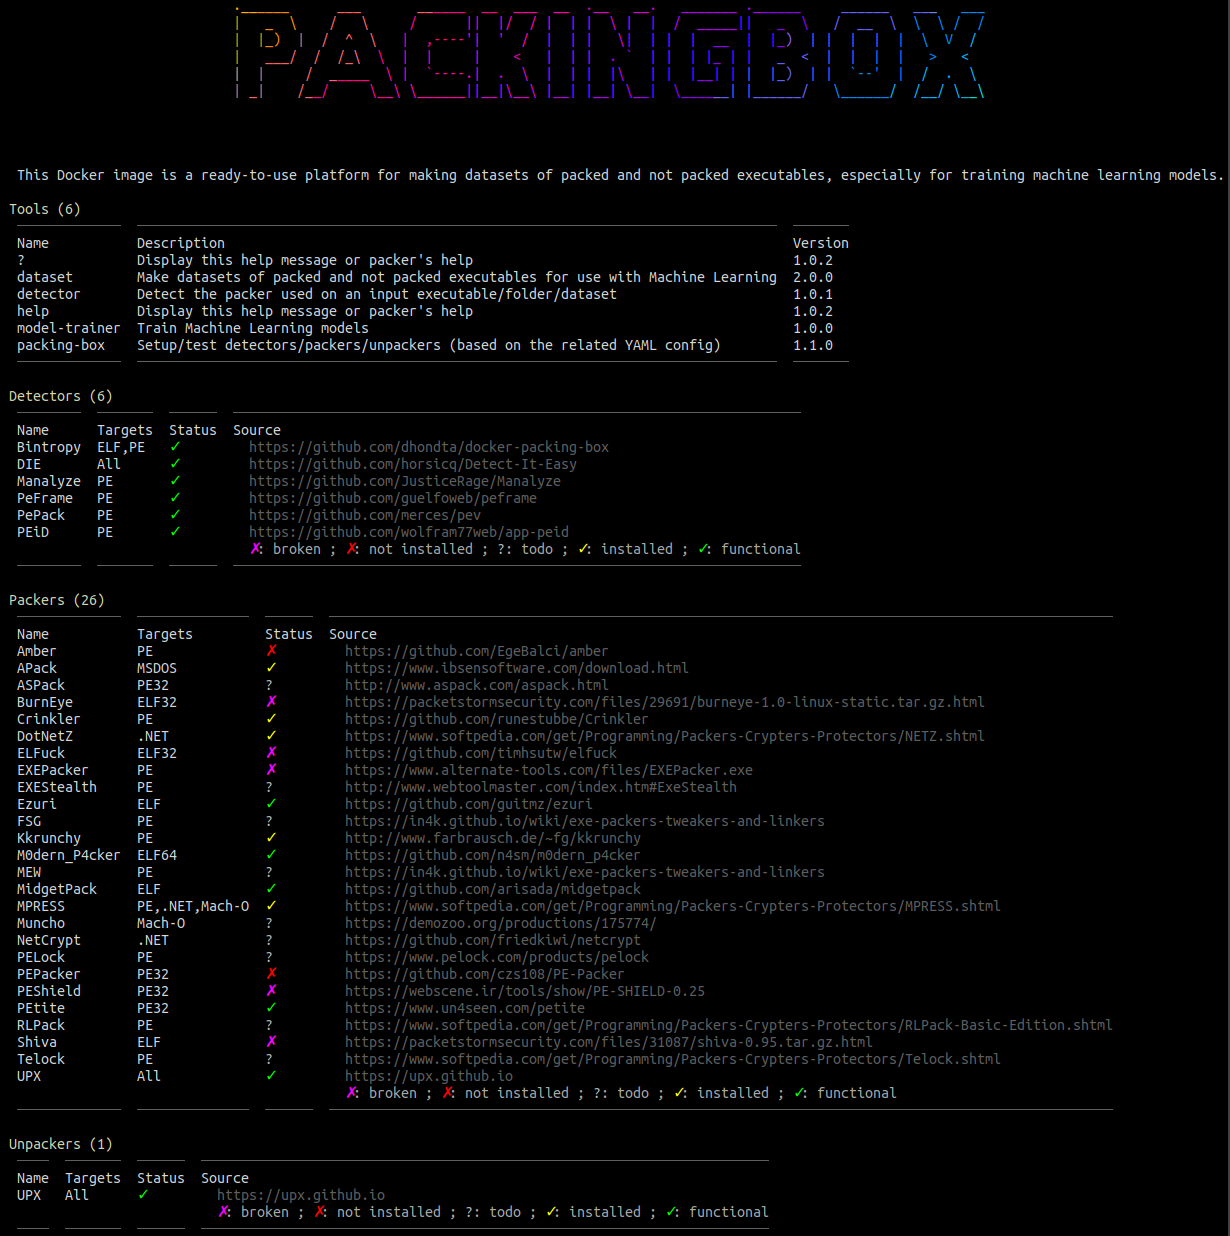 PACKINGBOX
This Docker image is a ready-to-use platform for making datasets of packed and not packed executables, especially for training machine learning models.
Tools (6)
Name Description Version
? Display this help message or packer's help 1.0.2
dataset Make datasets of packed and not packed executables for use with Machine Learning 2.0.0
detector Detect the packer used on an input executable/folder/dataset 1.0.1
help Display this help message or packer's help 1.0.2
model-trainer Train Machine Learning models 1.0.0
packing-box Setup/test detectors/packers/unpackers (based on the related YAML config) 1.1.0
Detectors (6)
Name Targets Status Source
Bintropy ELF,PE ✓ https://github.com/dhondta/docker-packing-box
DIE All ✓ https://github.com/horsicq/Detect-It-Easy
Manalyze PE ✓ https://github.com/JusticeRage/Manalyze
PeFrame PE ✓ https://github.com/guelfoweb/peframe
PePack PE ✓ https://github.com/merces/pev
PEiD PE ✓ https://github.com/wolfram77web/app-peid
✗: broken ; ✗: not installed ; ?: todo ; ✓: installed ; ✓: functional
Packers (26)
Name Targets Status Source
Amber PE ✗ https://github.com/EgeBalci/amber
APack MSDOS ✓ https://www.ibsensoftware.com/download.html
ASPack PE32 ? http://www.aspack.com/aspack.html
BurnEye ELF32 ✗ https://packetstormsecurity.com/files/29691/burneye-1.0-linux-static.tar.gz.html
Crinkler PE ✓ https://github.com/runestubbe/Crinkler
DotNetZ .NET ✓ https://www.softpedia.com/get/Programming/Packers-Crypters-Protectors/NETZ.shtml
ELFuck ELF32 ✗ https://github.com/timhsutw/elfuck
EXEPacker PE ✗ https://www.alternate-tools.com/files/EXEPacker.exe
EXEStealth PE ? http://www.webtoolmaster.com/index.htm#ExeStealth
Ezuri ELF ✓ https://github.com/guitmz/ezuri
FSG PE ? https://in4k.github.io/wiki/exe-packers-tweakers-and-linkers
Kkrunchy PE ✓ http://www.farbrausch.de/~fg/kkrunchy
M0dern_P4cker ELF64 ✓ https://github.com/n4sm/m0dern_p4cker
MEW PE ? https://in4k.github.io/wiki/exe-packers-tweakers-and-linkers
MidgetPack ELF ✓ https://github.com/arisada/midgetpack
MPRESS PE,.NET,Mach-O ✓ https://www.softpedia.com/get/Programming/Packers-Crypters-Protectors/MPRESS.shtml
Muncho Mach-O ? https://demozoo.org/productions/175774/
NetCrypt .NET ? https://github.com/friedkiwi/netcrypt
PELock PE ? https://www.pelock.com/products/pelock
PEPacker PE32 ✗ https://github.com/czs108/PE-Packer
PEShield PE32 ✗ https://webscene.ir/tools/show/PE-SHIELD-0.25
PEtite PE32 ✓ https://www.un4seen.com/petite
RLPack PE ? https://www.softpedia.com/get/Programming/Packers-Crypters-Protectors/RLPack-Basic-Edition.shtml
Shiva ELF ✗ https://packetstormsecurity.com/files/31087/shiva-0.95.tar.gz.html
Telock PE ? https://www.softpedia.com/get/Programming/Packers-Crypters-Protectors/Telock.shtml
UPX All ✓ https://upx.github.io
✗: broken ; ✗: not installed ; ?: todo ; ✓: installed ; ✓: functional
Unpackers (1)
Name Targets Status Source
UPX All ✓ https://upx.github.io
✗: broken ; ✗: not installed ; ?: todo ; ✓: installed ; ✓: functional